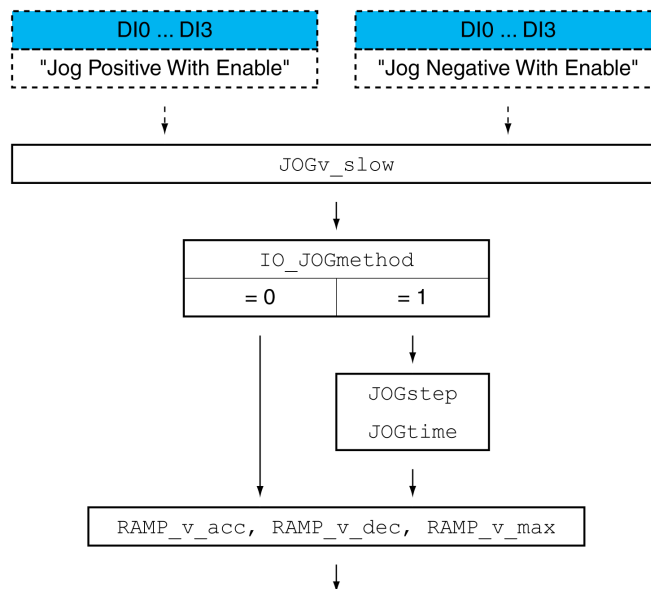 DI0 ... DI3
"Jog Positive With Enable"
DI0 ... DI3
"Jog Negative With Enable"
JOGv_slow
IO_JOGmethod
= 0
= 1
JOGstep
JOGtime
RAMP_v_acc, RAMP_v_dec, RAMP_v_max